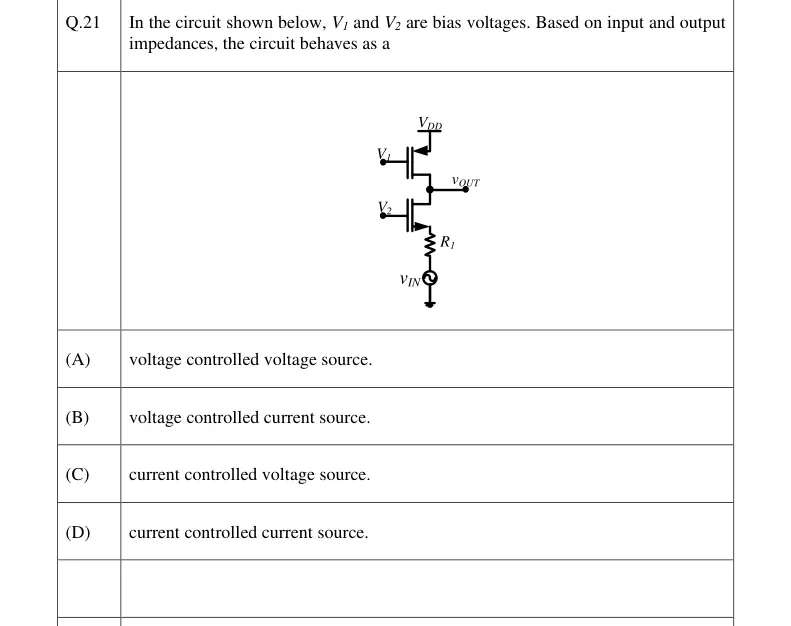 Q.21 In the circuit shown below, V1 and V2 are bias voltages. Based on input and output
impedances, the circuit behaves as a
VDD
V1
vOUT
V2
R1
vIN
(A) voltage controlled voltage source.
(B) voltage controlled current source.
(C) current controlled voltage source.
(D) current controlled current source.